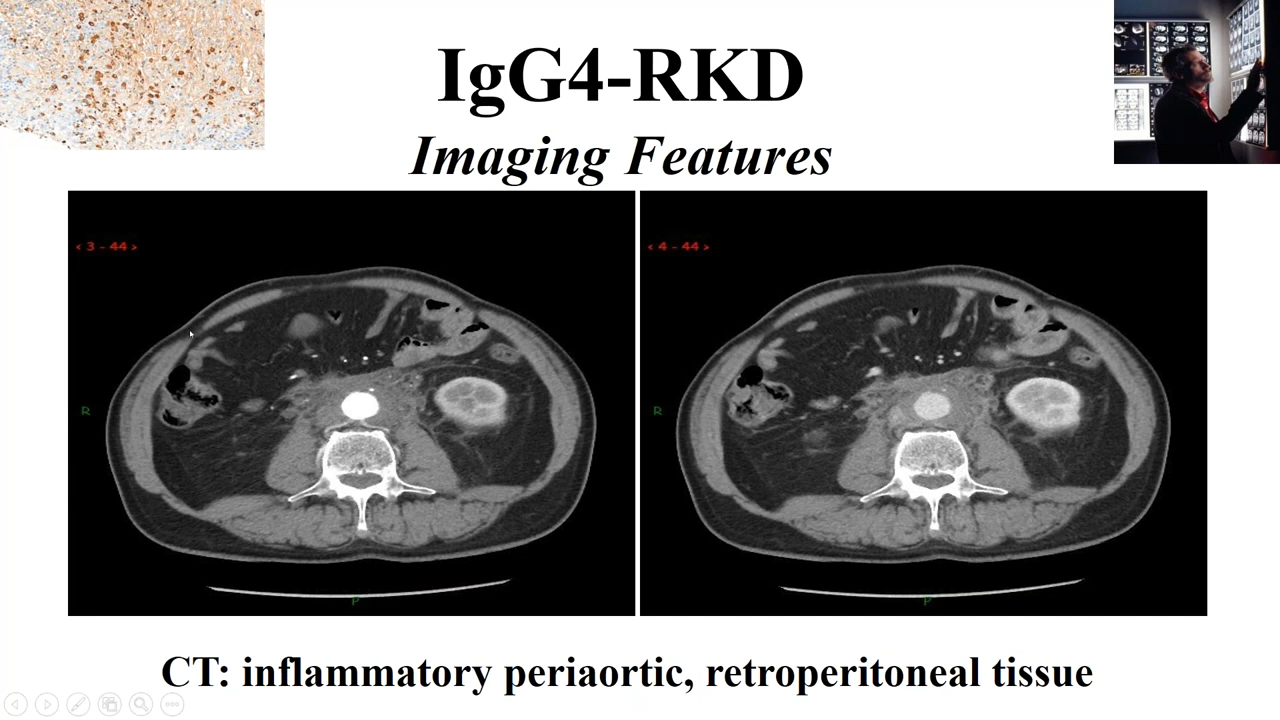 IgG4-RKD
Imaging Features
< 3 - 44 >
< 4 - 44 >
R
R
P
P
CT: inflammatory periaortic, retroperitoneal tissue